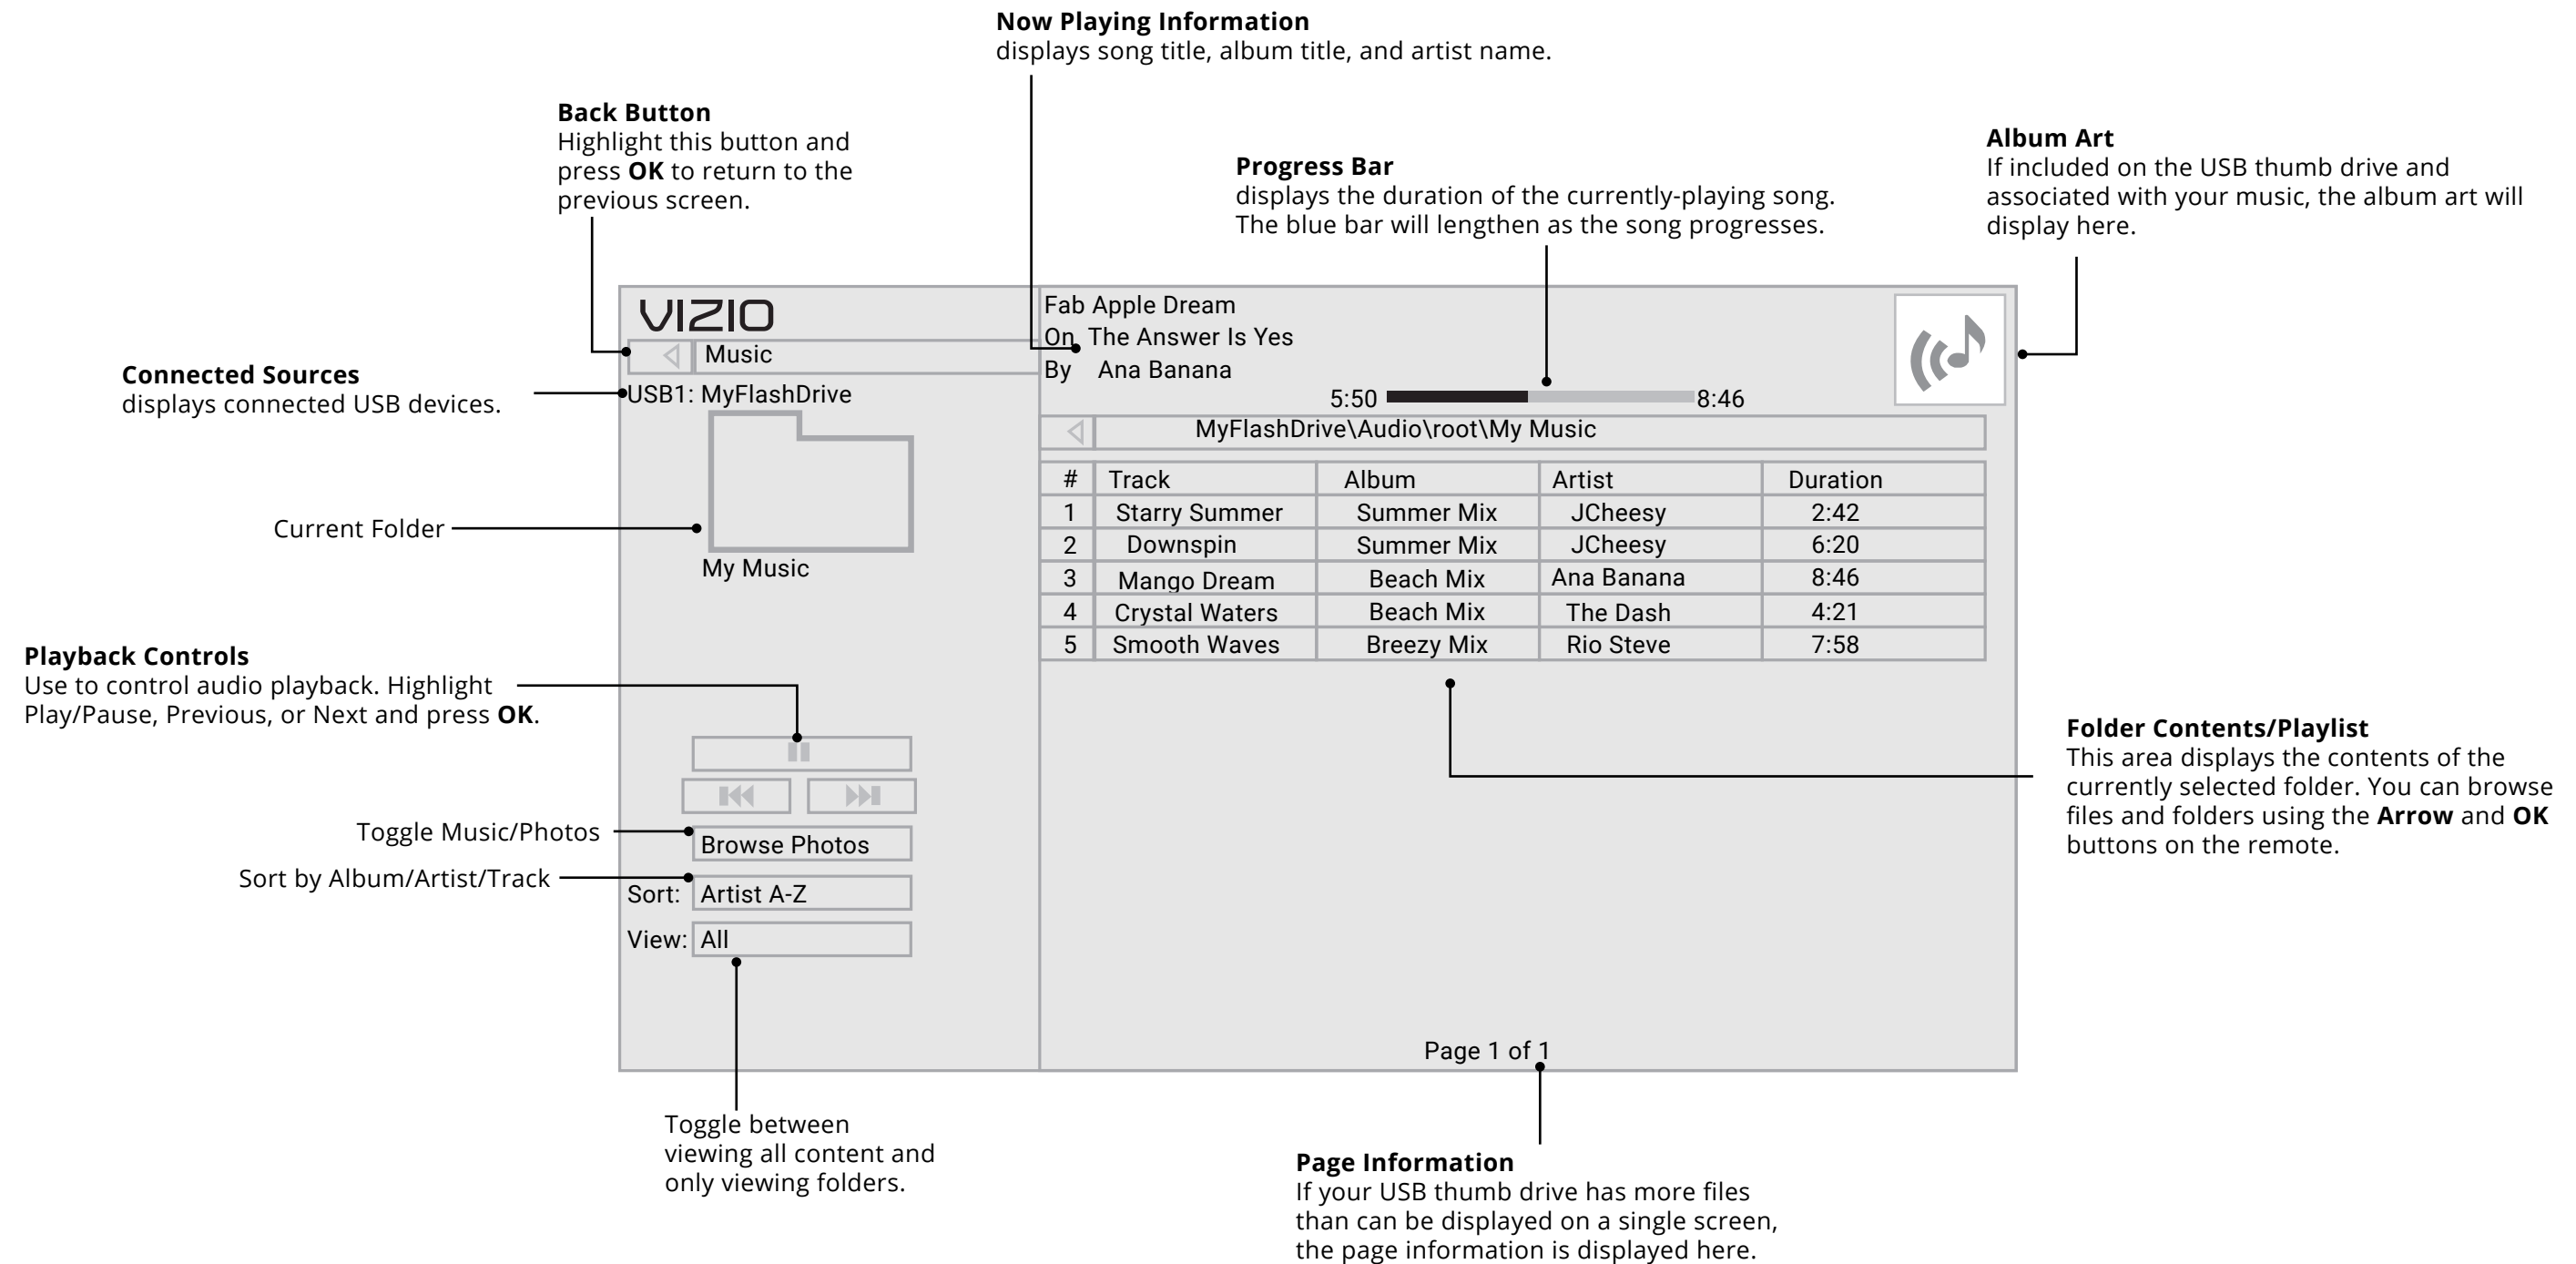 Now Playing Information
displays song title, album title, and artist name.
Back Button
Highlight this button and
press OK to return to the
previous screen.
Progress Bar
displays the duration of the currently-playing song.
The blue bar will lengthen as the song progresses.
Album Art
If included on the USB thumb drive and
associated with your music, the album art will
display here.
Connected Sources
displays connected USB devices.
Current Folder
Playback Controls
Use to control audio playback. Highlight
Play/Pause, Previous, or Next and press OK.
Toggle Music/Photos
Sort by Album/Artist/Track
VIZIO
Music
USB1: MyFlashDrive
My Music
Browse Photos
Sort: Artist A-Z
View: All
Fab Apple Dream
On The Answer Is Yes
By Ana Banana
5:50 8:46
MyFlashDrive\Audio\root\My Music
# Track Album Artist Duration
1 Starry Summer Summer Mix JCheesy 2:42
2 Downspin Summer Mix JCheesy 6:20
3 Mango Dream Beach Mix Ana Banana 8:46
4 Crystal Waters Beach Mix The Dash 4:21
5 Smooth Waves Breezy Mix Rio Steve 7:58
Page 1 of 1
Folder Contents/Playlist
This area displays the contents of the
currently selected folder. You can browse
files and folders using the Arrow and OK
buttons on the remote.
Toggle between
viewing all content and
only viewing folders.
Page Information
If your USB thumb drive has more files
than can be displayed on a single screen,
the page information is displayed here.